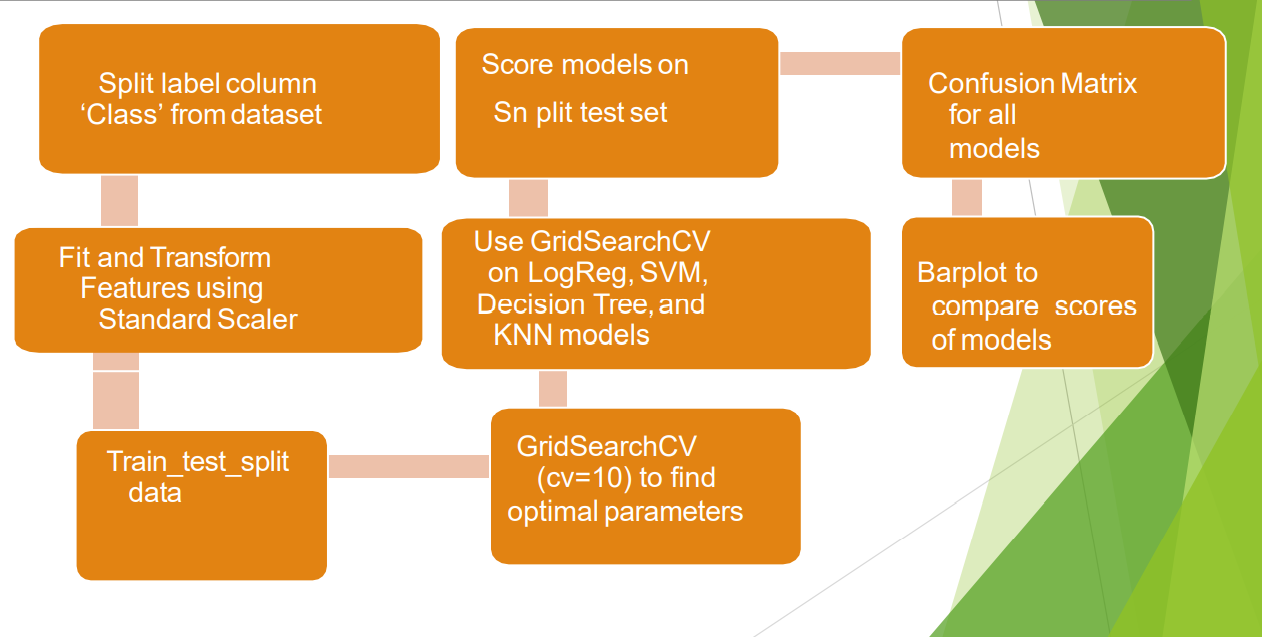 Split label column
‘Class’ from dataset
Fit and Transform
Features using
Standard Scaler
Train_test_split
data
GridSearchCV
(cv=10) to find
optimal parameters
Use GridSearchCV
on LogReg, SVM,
Decision Tree, and
KNN models
Score models on
Sn plit test set
Confusion Matrix
for all
models
Barplot to
compare scores
of models